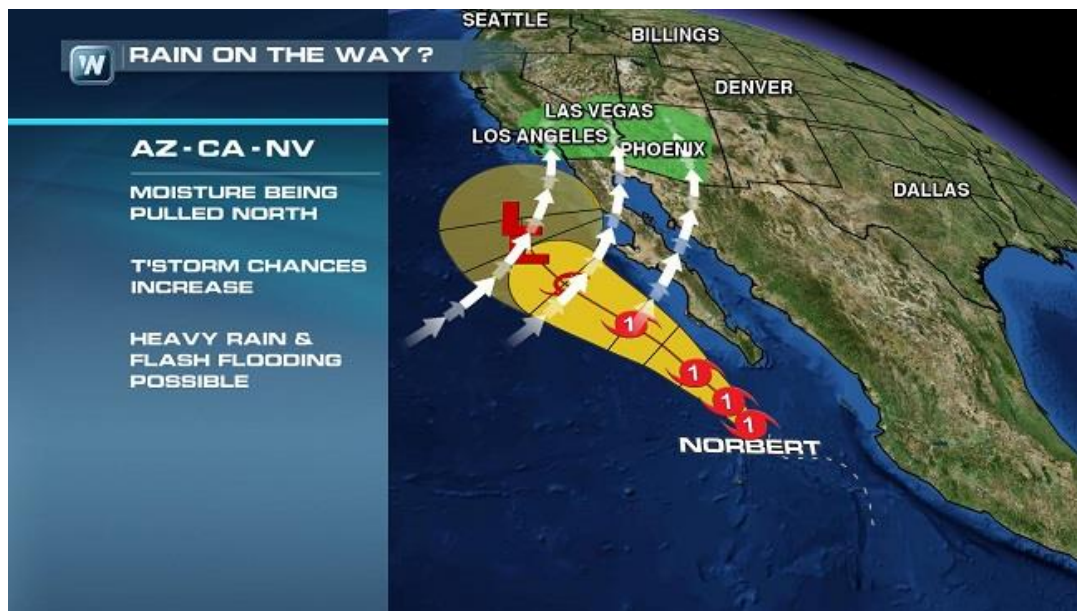 W
RAIN ON THE WAY?
AZ-CA-NV
MOISTURE BEING
PULLED NORTH
T'STORM CHANCES
INCREASE
HEAVY RAIN &
FLASH FLOODING
POSSIBLE
SEATTLE
BILLINGS
DENVER
LAS VEGAS
LOS ANGELES
PHOENIX
DALLAS
L
L
1
1
1
1
NORBERT